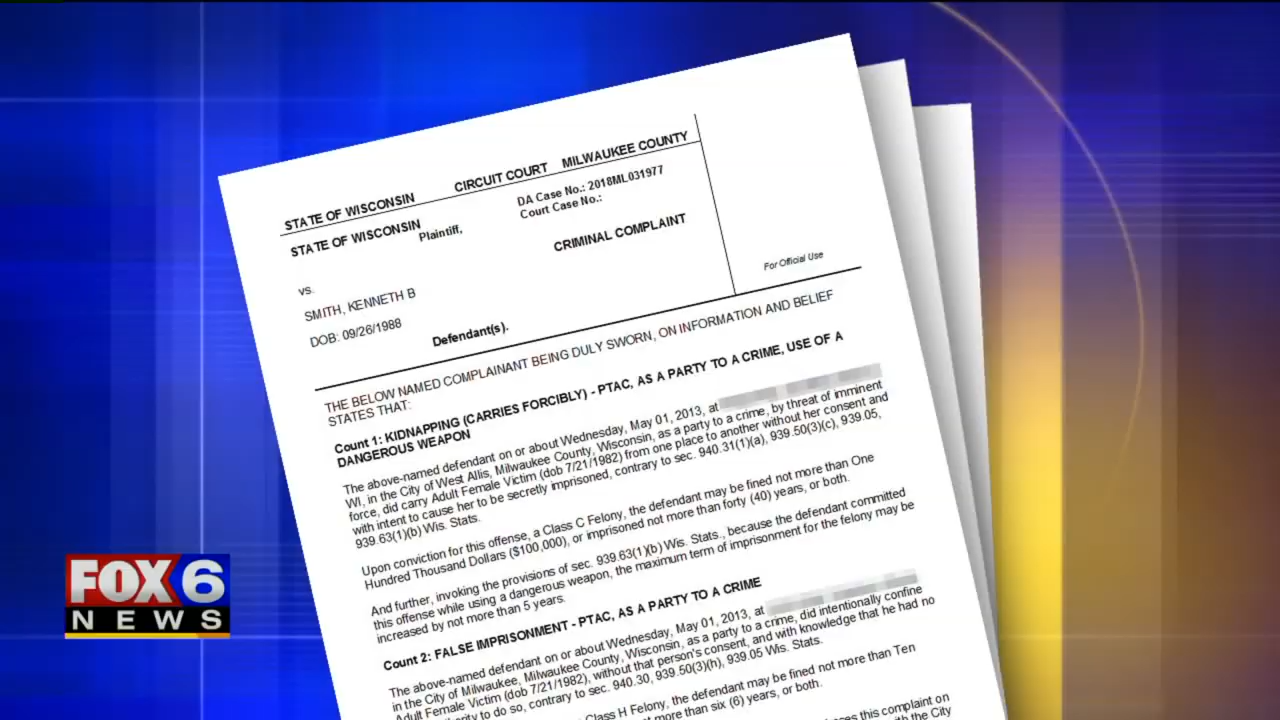 STATE OF WISCONSIN CIRCUIT COURT MILWAUKEE COUNTY
STATE OF WISCONSIN
Plaintiff,
DA Case No.: 2018ML031977
Court Case No.:
vs.
CRIMINAL COMPLAINT
SMITH, KENNETH B
DOB: 09/26/1988
Defendant(s).
For Official Use
THE BELOW NAMED COMPLAINANT BEING DULY SWORN, ON INFORMATION AND BELIEF
STATES THAT:
Count 1: KIDNAPPING (CARRIES FORCIBLY) - PTAC, AS A PARTY TO A CRIME, USE OF A
DANGEROUS WEAPON
The above-named defendant on or about Wednesday, May 01, 2013, at
WI, in the City of West Allis, Milwaukee County, Wisconsin, as a party to a crime, by threat of imminent
force, did carry Adult Female Victim (dob 7/21/1982) from one place to another without her consent and
with intent to cause her to be secretly imprisoned, contrary to sec. 940.31(1)(a), 939.50(3)(c), 939.05,
939.63(1)(b) Wis. Stats.
Upon conviction for this offense, a Class C Felony, the defendant may be fined not more than One
Hundred Thousand Dollars ($100,000), or imprisoned not more than forty (40) years, or both.
And further, invoking the provisions of sec. 939.63(1)(b) Wis. Stats., because the defendant committed
this offense while using a dangerous weapon, the maximum term of imprisonment for the felony may be
increased by not more than 5 years.
Count 2: FALSE IMPRISONMENT - PTAC, AS A PARTY TO A CRIME
The above-named defendant on or about Wednesday, May 01, 2013, at
in the City of Milwaukee, Milwaukee County, Wisconsin, as a party to a crime, did intentionally confine
Adult Female Victim (dob 7/21/1982), without that person's consent, and with knowledge that he had no
to do so, contrary to sec. 940.30, 939.50(3)(h), 939.05 Wis. Stats.
Class H Felony, the defendant may be fined not more than Ten
more than six (6) years, or both.
this complaint on
the City
FOX 6
NEWS